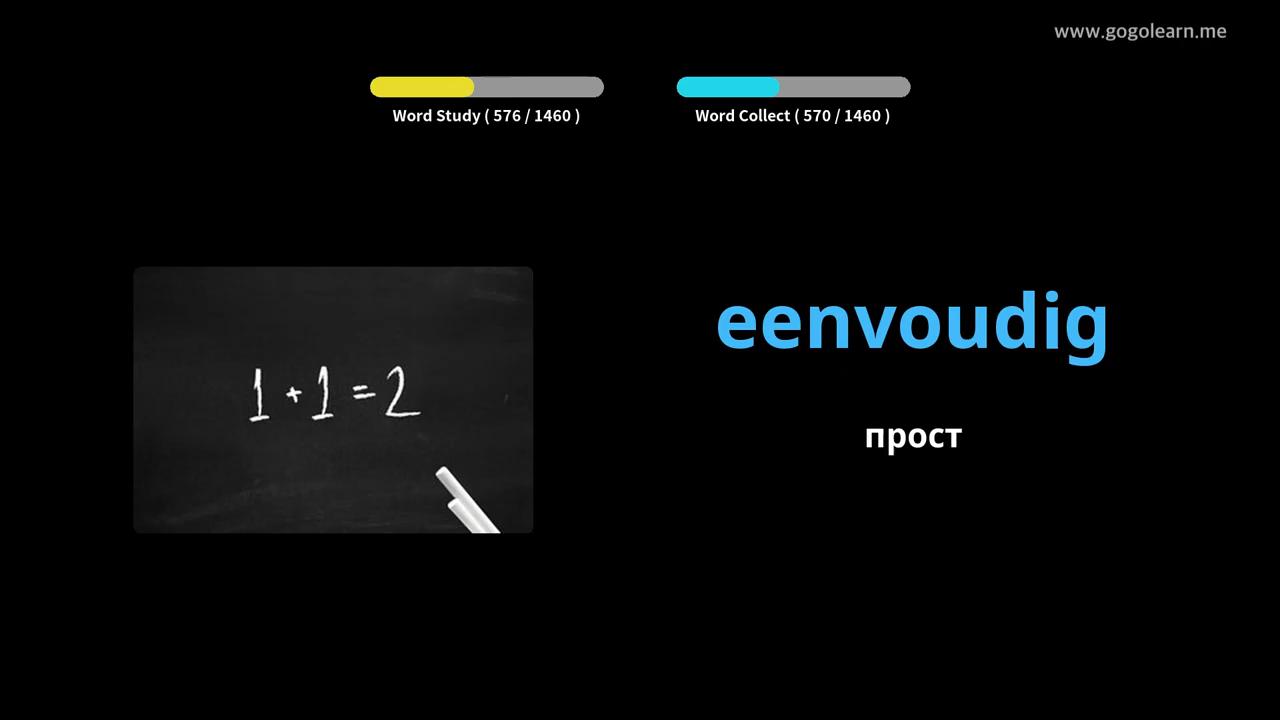 www.gogolearn.me
Word Study ( 576 / 1460 )
Word Collect ( 570 / 1460 )
1 + 1 = 2
eenvoudig
прост